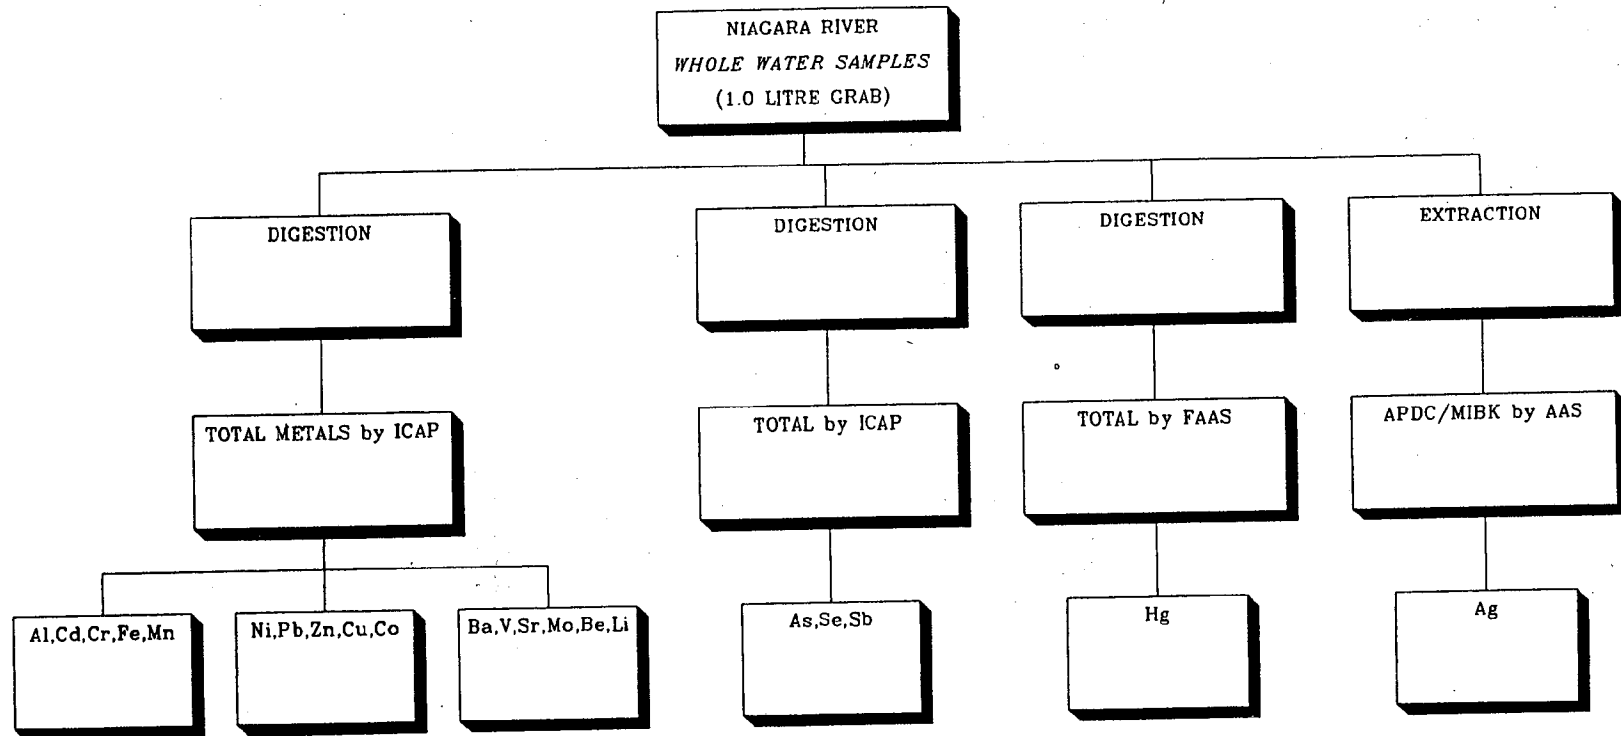 NIAGARA RIVER
WHOLE WATER SAMPLES
(1.0 LITRE GRAB)
DIGESTION
DIGESTION
DIGESTION
EXTRACTION
TOTAL METALS by ICAP
TOTAL by ICAP
TOTAL by FAAS
APDC/MIBK by AAS
Al,Cd,Cr,Fe,Mn
Ni,Pb,Zn,Cu,Co
Ba,V,Sr,Mo,Be,Li
As,Se,Sb
Hg
Ag